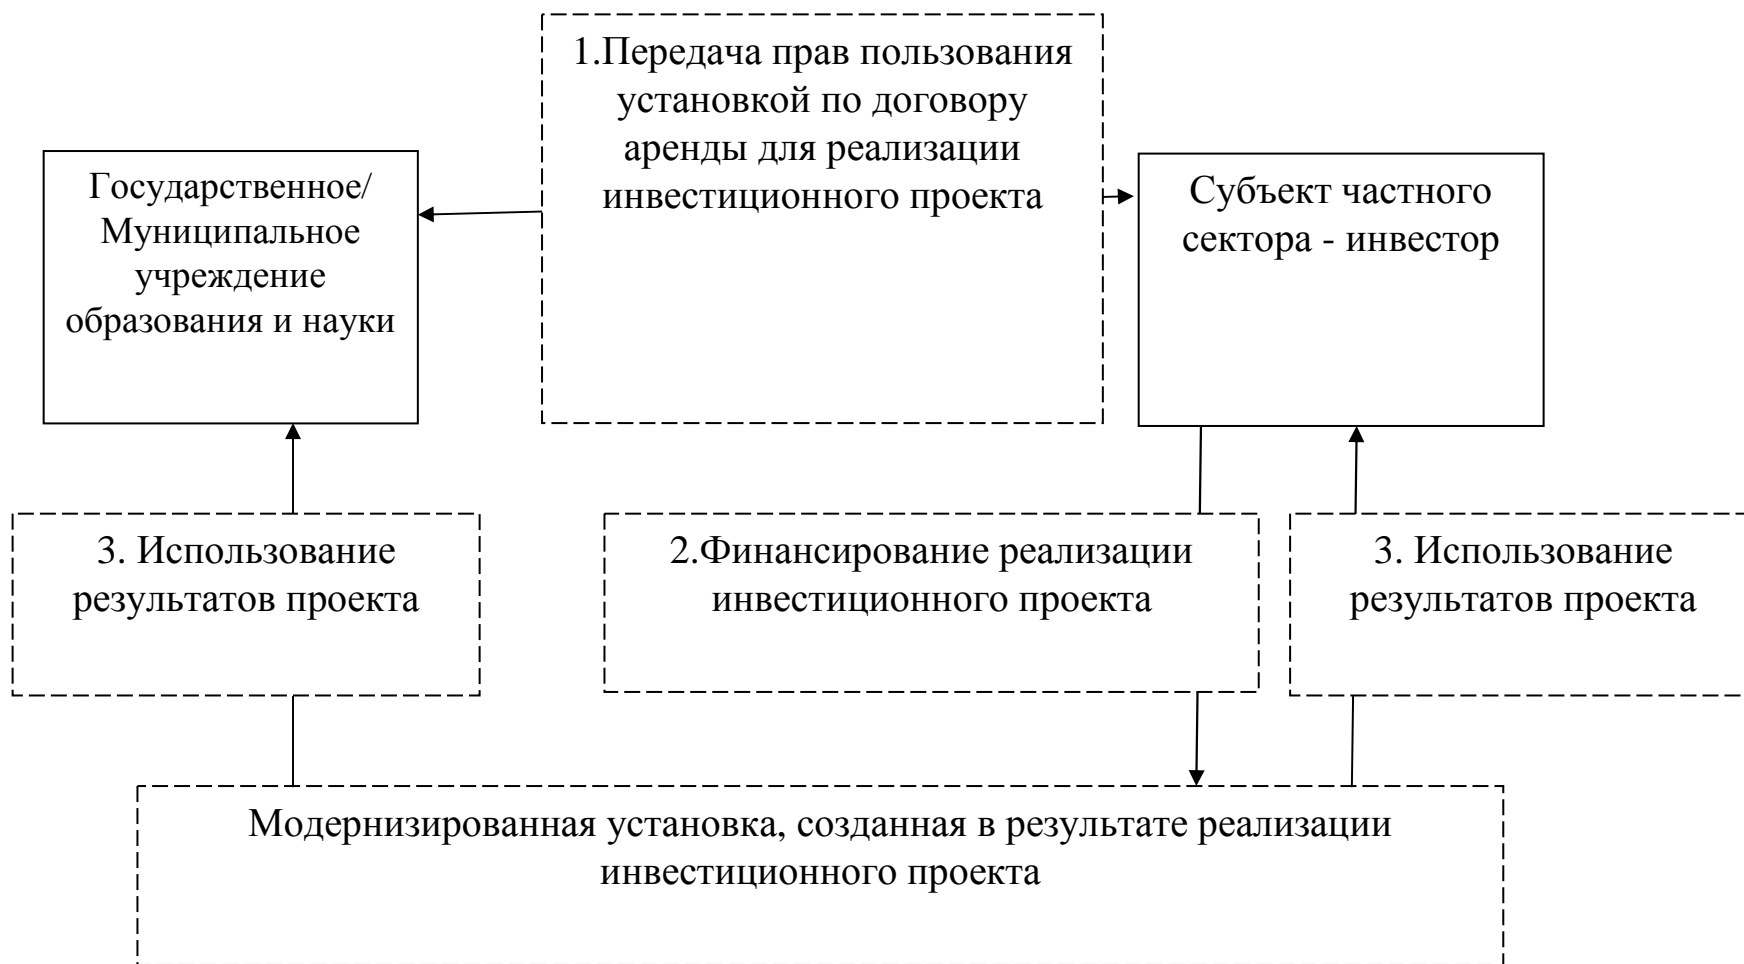 1.Передача прав пользования
установкой по договору
аренды для реализации
инвестиционного проекта
Государственное/
Муниципальное
учреждение
образования и науки
Субъект частного
сектора - инвестор
3. Использование
результатов проекта
2.Финансирование реализации
инвестиционного проекта
3. Использование
результатов проекта
Модернизированная установка, созданная в результате реализации
инвестиционного проекта